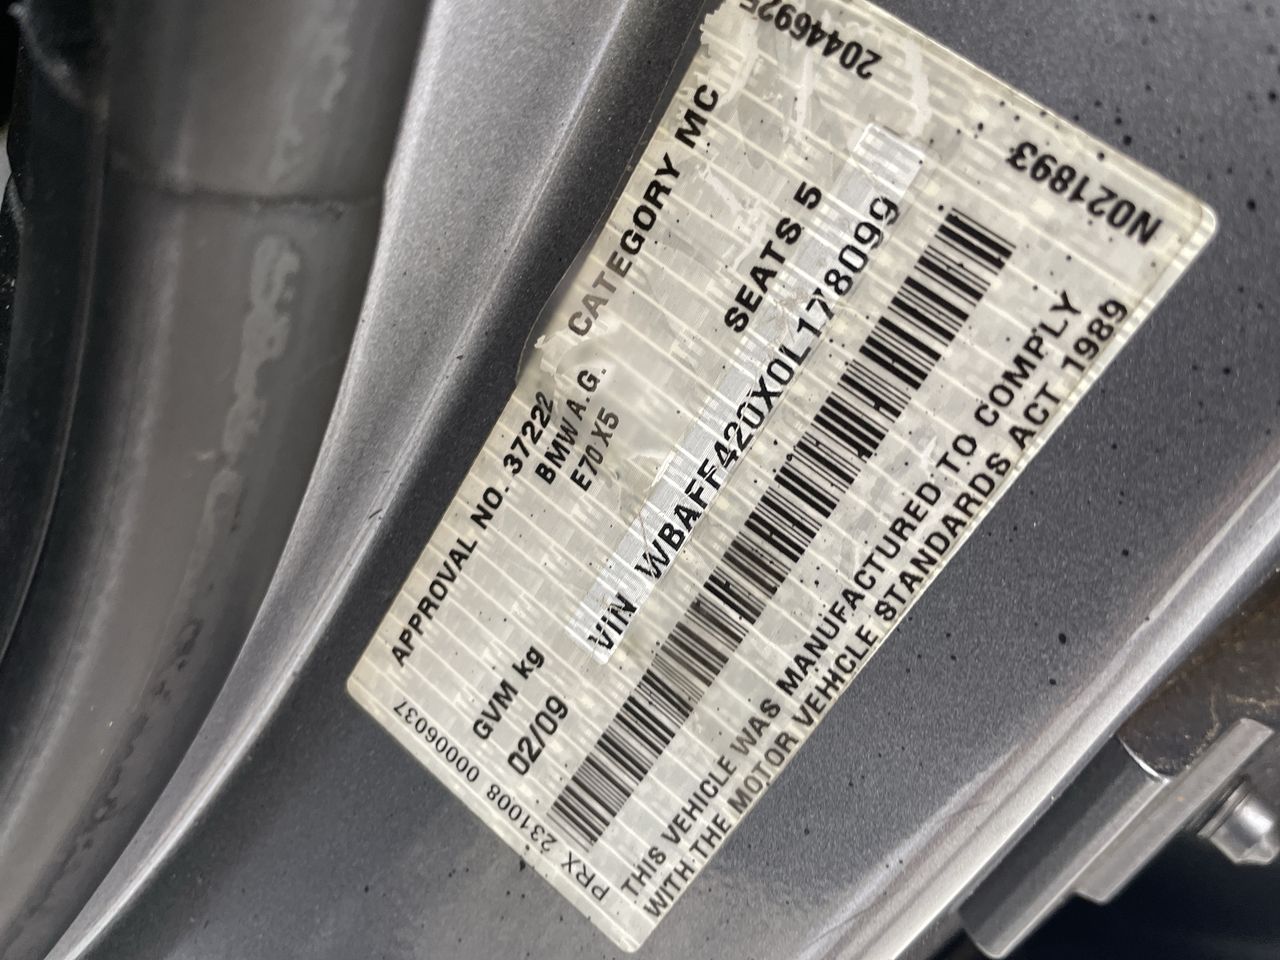 APPROVAL NO. 37222 CATEGORY MC
BMW A.G.
E70 X5
GVM kg SEATS 5
02/09
VIN WBAFF420X0L178099
THIS VEHICLE WAS MANUFACTURED TO COMPLY
WITH THE MOTOR VEHICLE STANDARDS ACT 1989
PRX 231008 00006037
N021893